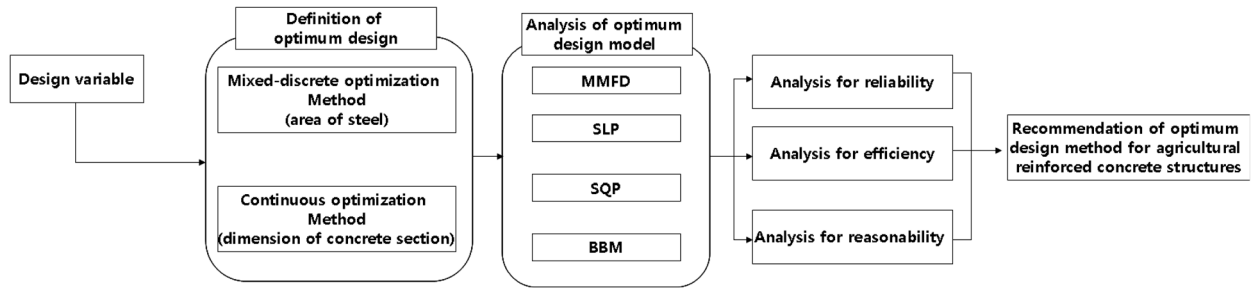 Design variable
Definition of
optimum design
Mixed-discrete optimization
Method
(area of steel)
Continuous optimization
Method
(dimension of concrete section)
Analysis of optimum
design model
MMFD
SLP
SQP
BBM
Analysis for reliability
Analysis for efficiency
Analysis for reasonability
Recommendation of optimum
design method for agricultural
reinforced concrete structures